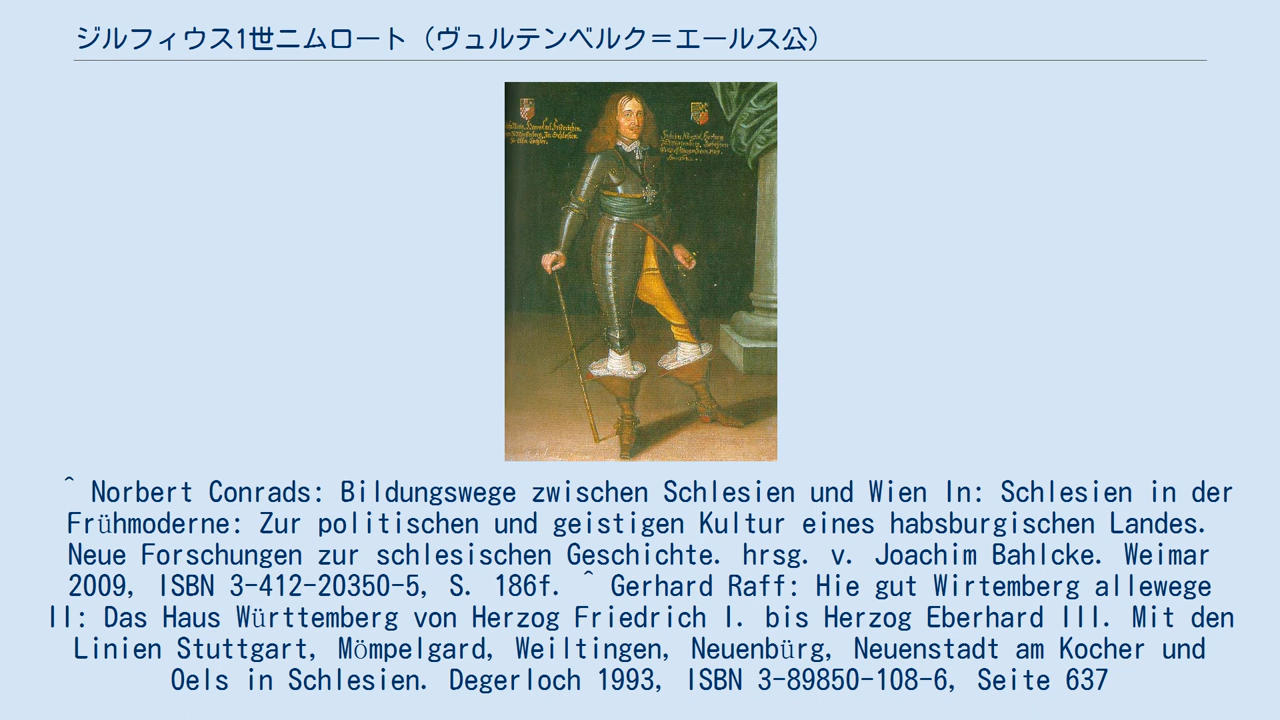 ジルフィウス1世ニムロート（ヴュルテンベルク＝エールス公）
^ Norbert Conrads: Bildungswege zwischen Schlesien und Wien In: Schlesien in der
Frühmoderne: Zur politischen und geistigen Kultur eines habsburgischen Landes.
Neue Forschungen zur schlesischen Geschichte. hrsg. v. Joachim Bahlcke. Weimar
2009, ISBN 3-412-20350-5, S. 186f. ^ Gerhard Raff: Hie gut Wirtemberg allewege
II: Das Haus Württemberg von Herzog Friedrich I. bis Herzog Eberhard III. Mit den
Linien Stuttgart, Mömpelgard, Weiltingen, Neuenbürg, Neuenstadt am Kocher und
Oels in Schlesien. Degerloch 1993, ISBN 3-89850-108-6, Seite 637